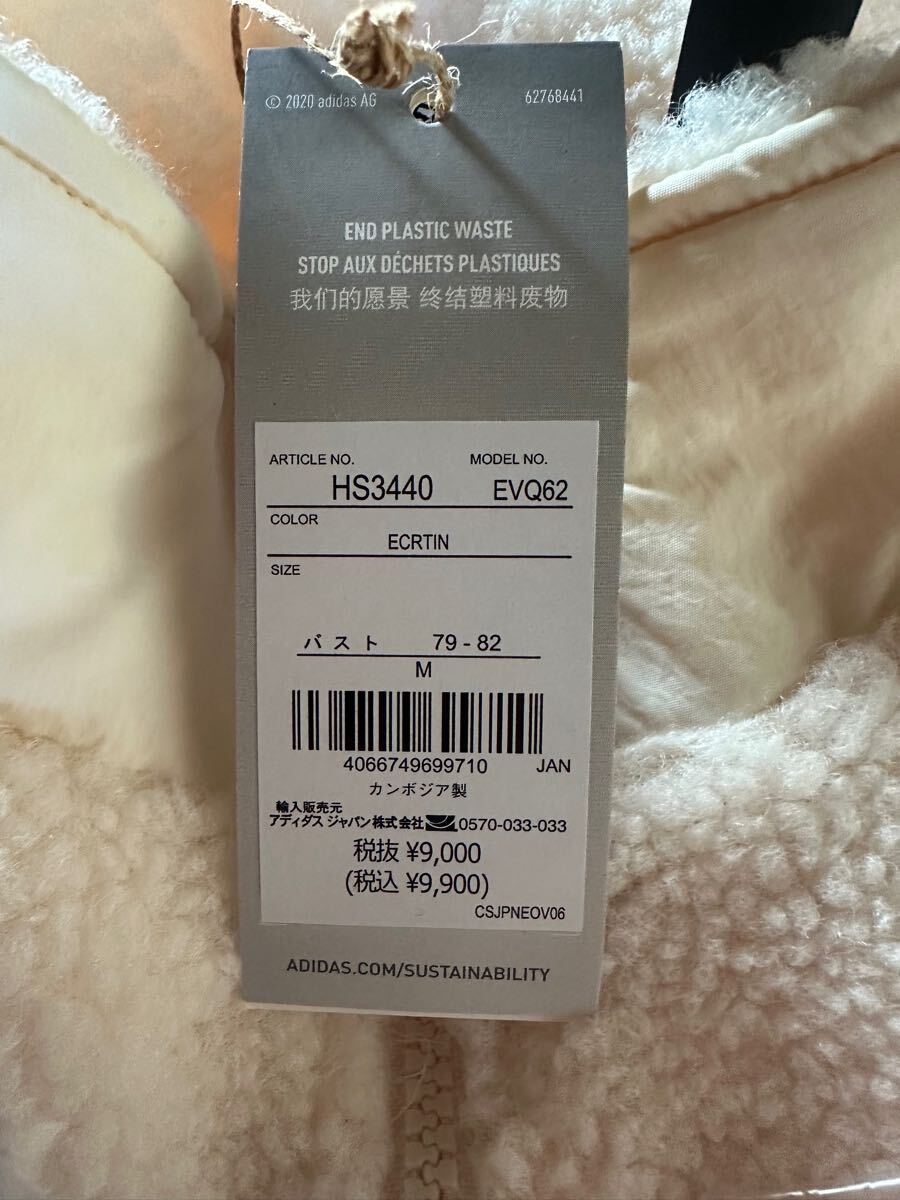 © 2020 adidas AG 62768441
END PLASTIC WASTE
STOP AUX DÉCHETS PLASTIQUES
我们的愿景 终结塑料废物
ARTICLE NO. MODEL NO.
HS3440 EVQ62
COLOR
ECRTIN
SIZE
バスト 79-82
M
4066749699710 JAN
カンボジア製
輸入販売元
アディダス ジャパン株式会社 0570-033-033
税抜 ¥9,000
(税込 ¥9,900)
CSJPNEOV06
ADIDAS.COM/SUSTAINABILITY